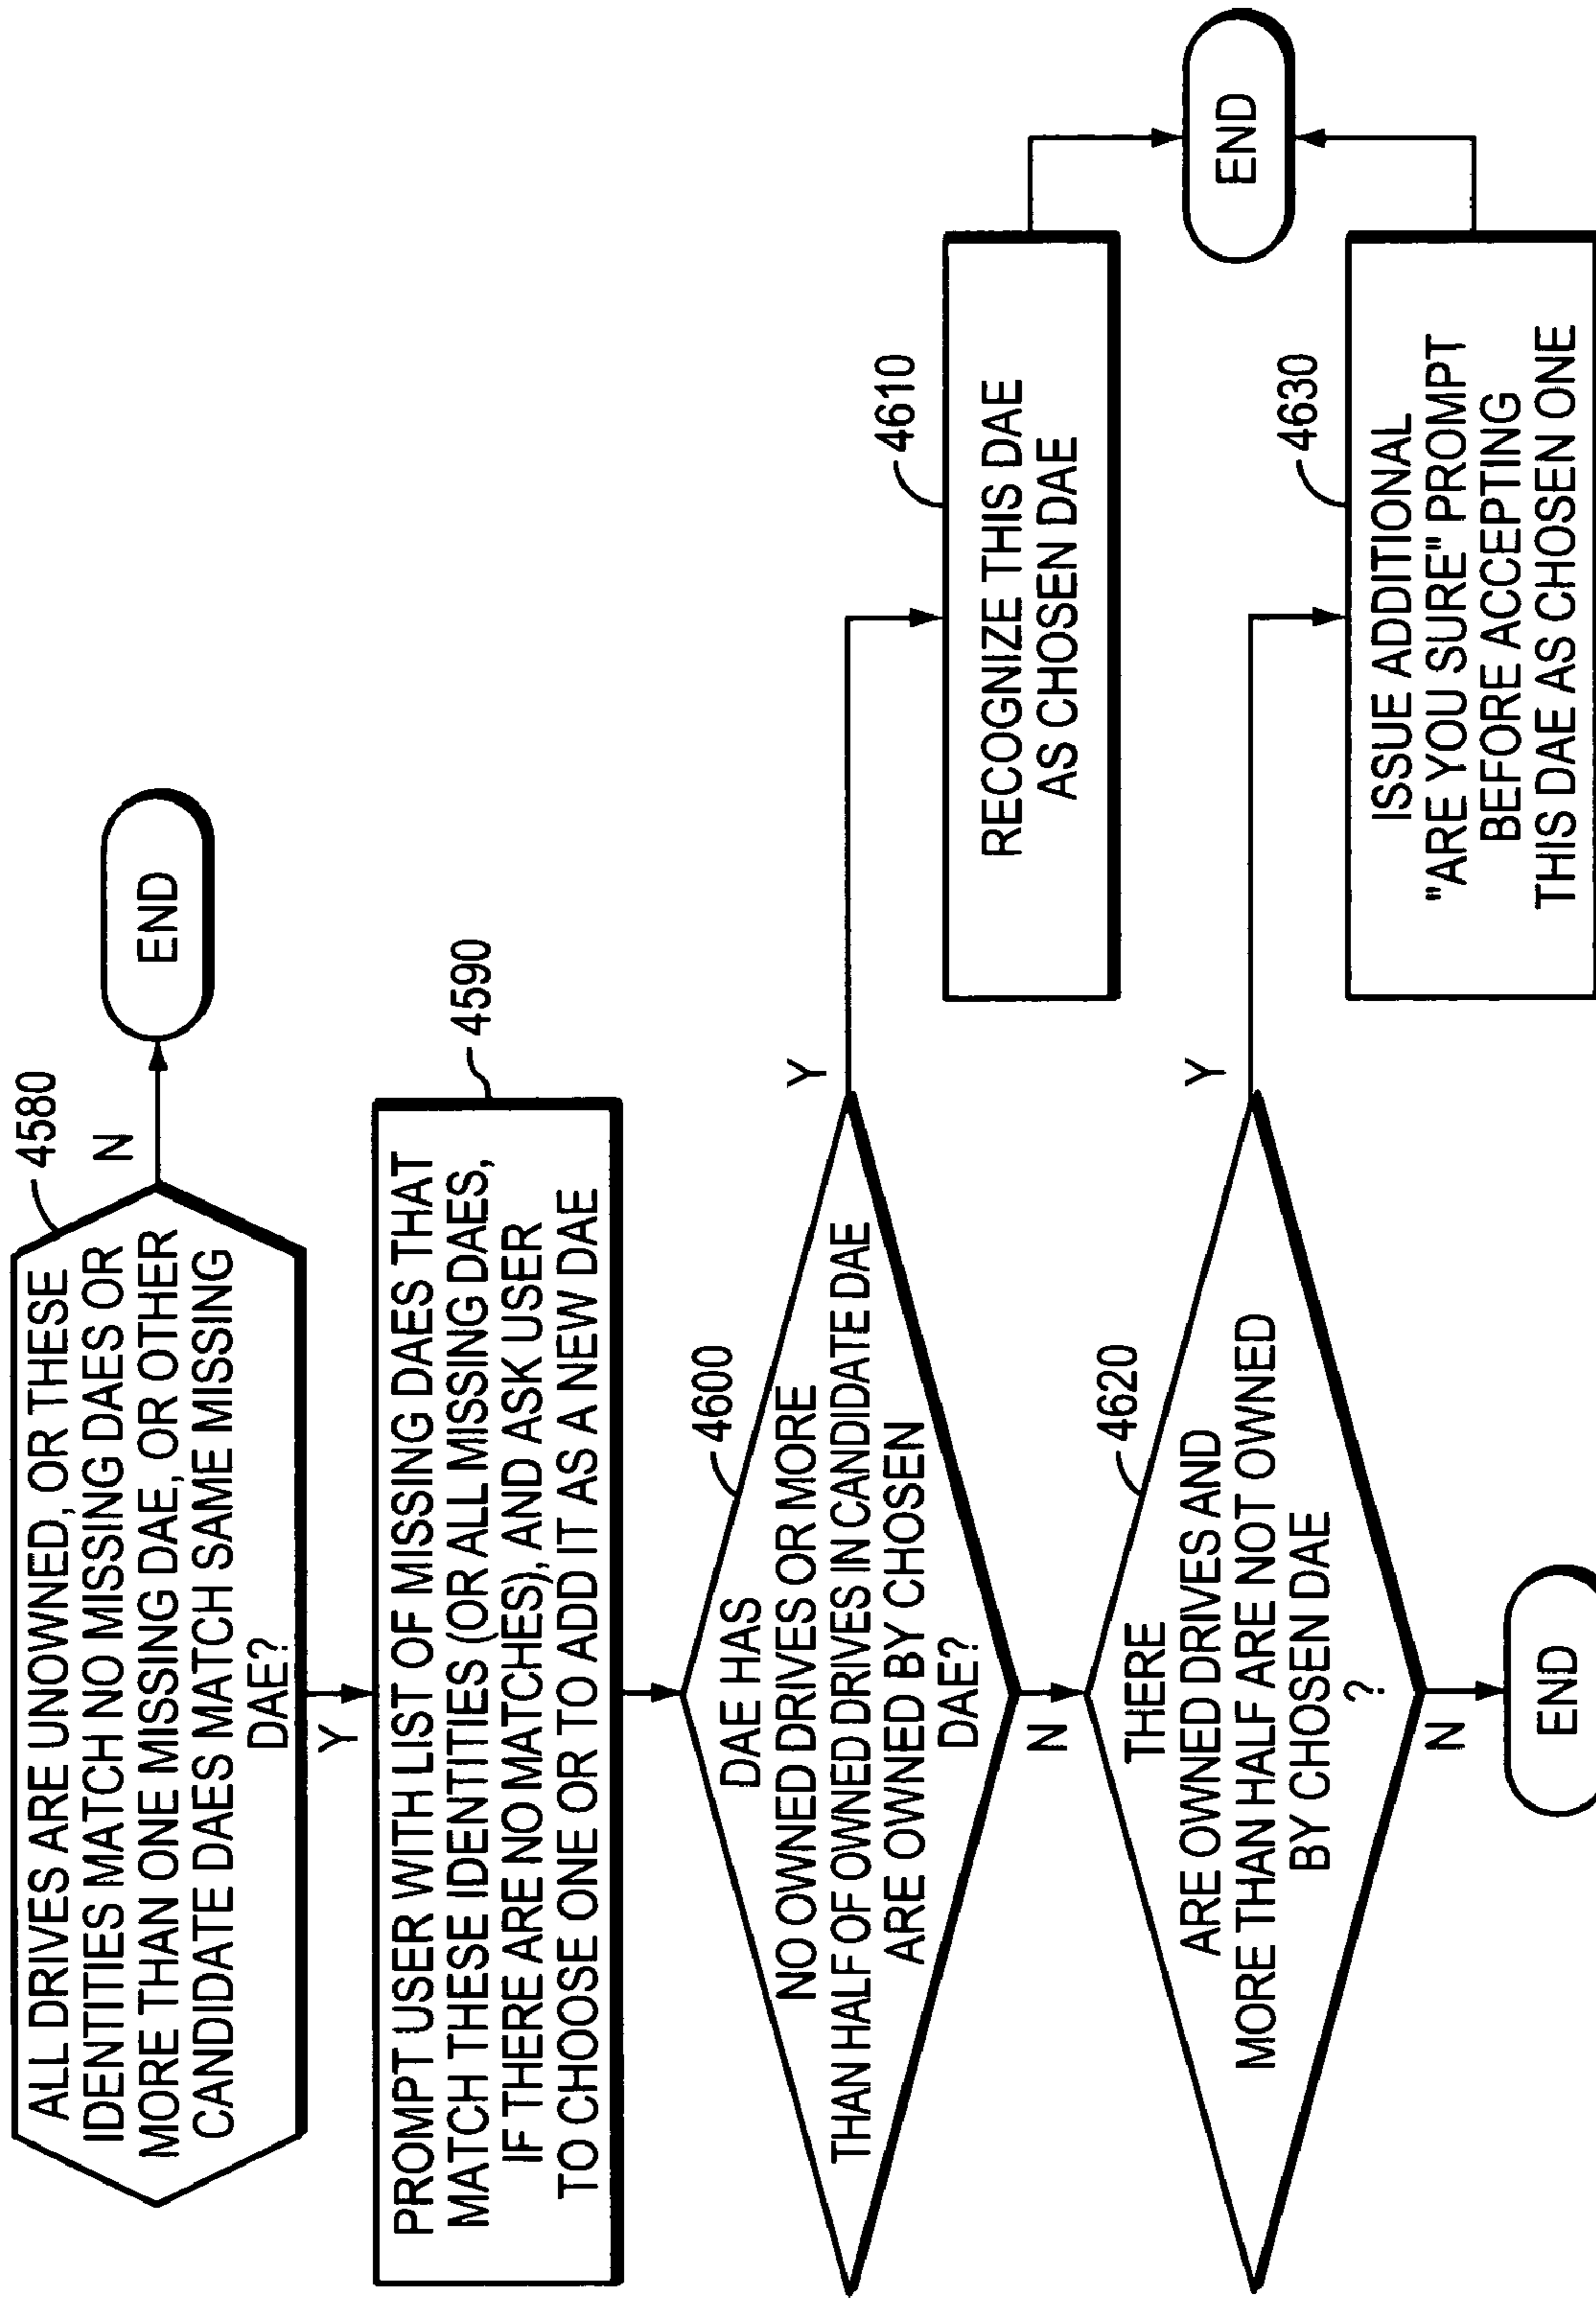 4580
ALL DRIVES ARE UNOWNED, OR THESE
IDENTITIES MATCH NO MISSING DAES OR
MORE THAN ONE MISSING DAE, OR OTHER
CANDIDATE DAES MATCH SAME MISSING
DAE?
N
END
Y
4590
PROMPT USER WITH LIST OF MISSING DAES THAT
MATCH THESE IDENTITIES (OR ALL MISSING DAES,
IF THERE ARE NO MATCHES), AND ASK USER
TO CHOOSE ONE OR TO ADD IT AS A NEW DAE
4600
DAE HAS
NO OWNED DRIVES OR MORE
THAN HALF OF OWNED DRIVES IN CANDIDATE DAE
ARE OWNED BY CHOSEN
DAE?
Y
4610
RECOGNIZE THIS DAE
AS CHOSEN DAE
END
N
4620
THERE
ARE OWNED DRIVES AND
MORE THAN HALF ARE NOT OWNED
BY CHOSEN DAE
?
Y
4630
ISSUE ADDITIONAL
"ARE YOU SURE" PROMPT
BEFORE ACCEPTING
THIS DAE AS CHOSEN ONE
N
END